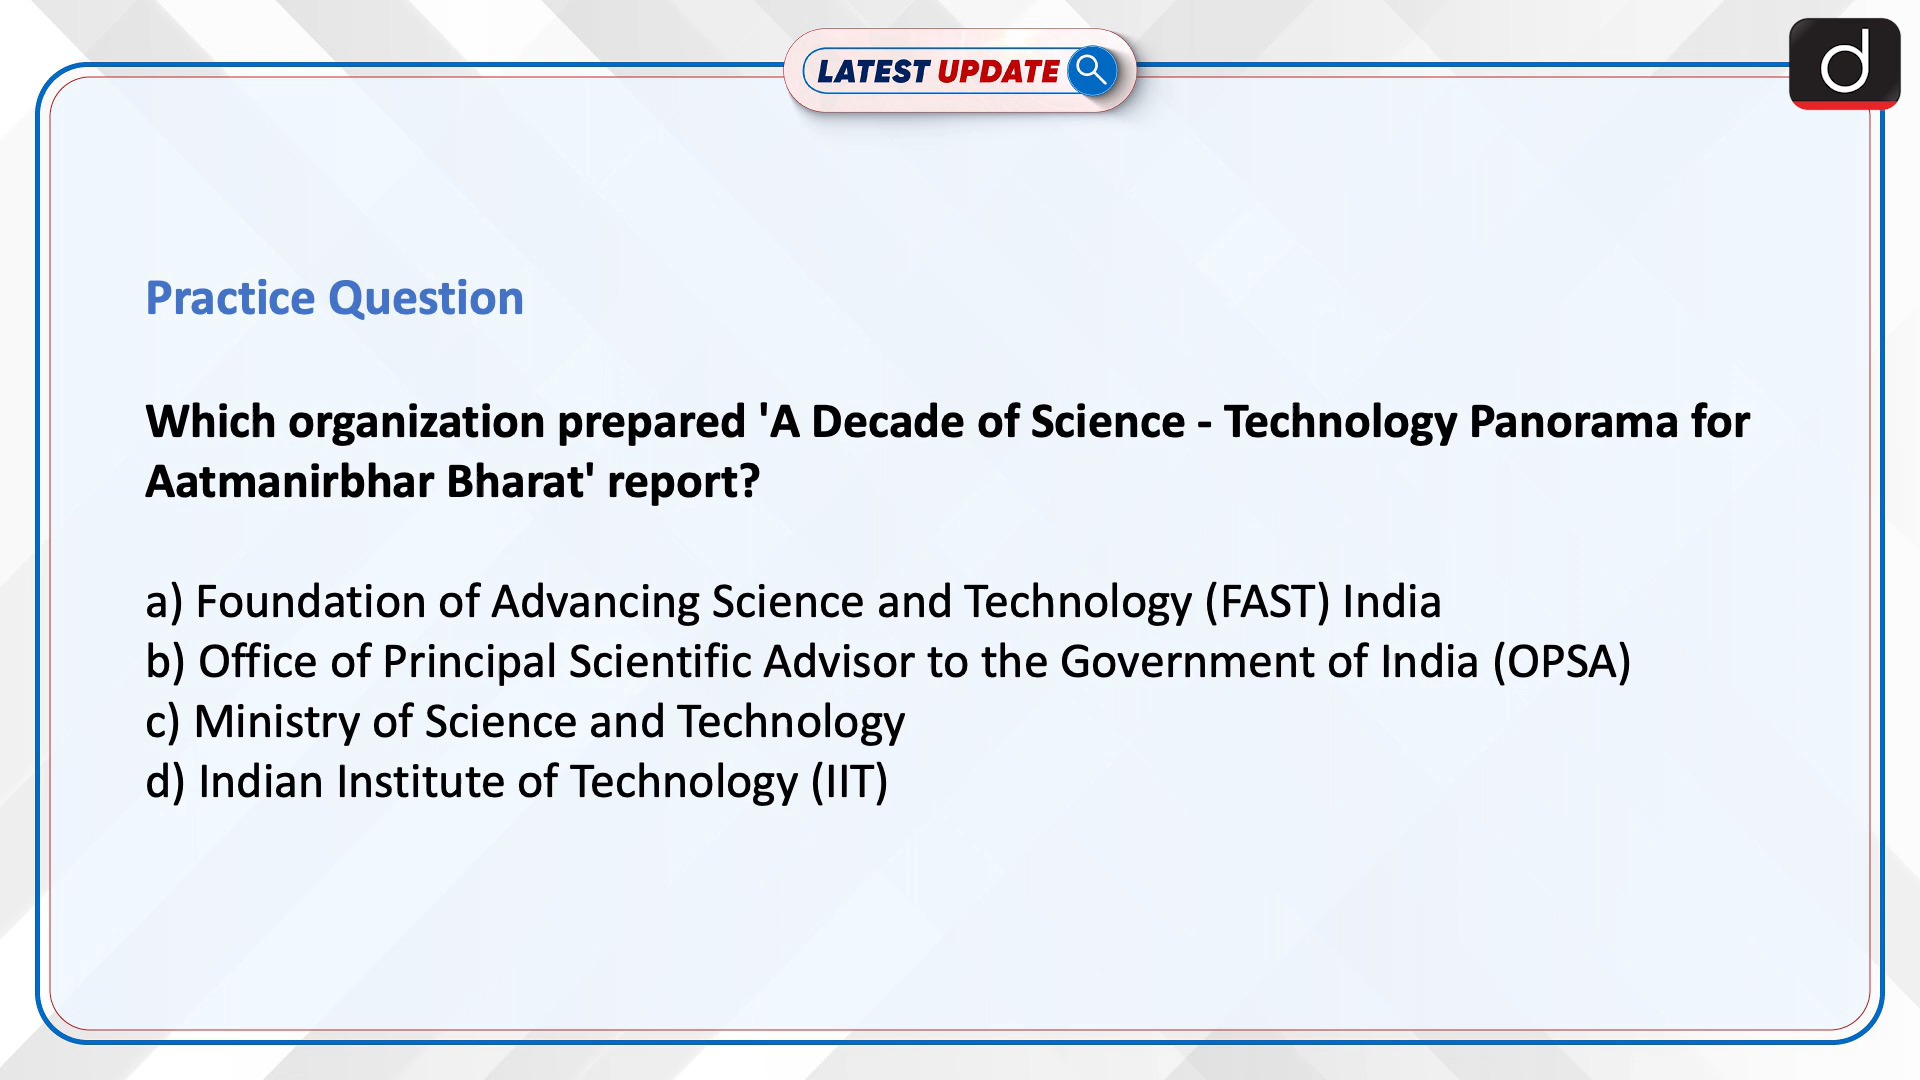 LATEST UPDATE
d
Practice Question
Which organization prepared 'A Decade of Science - Technology Panorama for
Aatmanirbhar Bharat' report?
a) Foundation of Advancing Science and Technology (FAST) India
b) Office of Principal Scientific Advisor to the Government of India (OPSA)
c) Ministry of Science and Technology
d) Indian Institute of Technology (IIT)